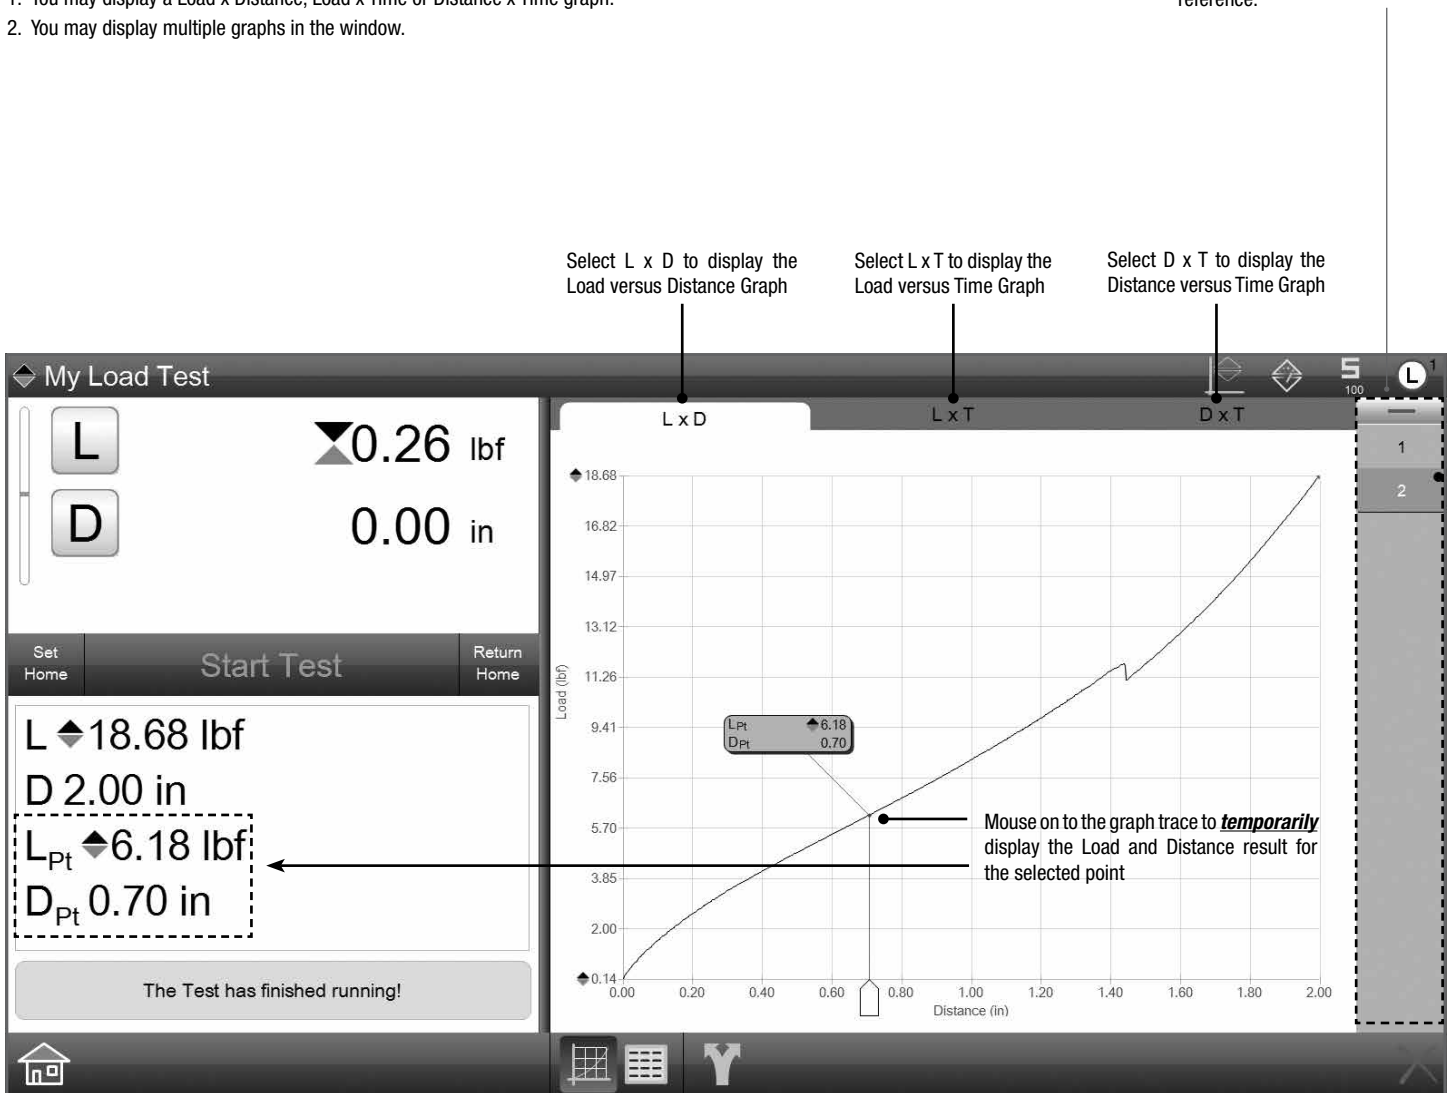 1. You may display a Load x Distance, Load x Time or Distance x Time graph.
reference.
2. You may display multiple graphs in the window.
Select L x D to display the
Load versus Distance Graph
Select L x T to display the
Load versus Time Graph
Select D x T to display the
Distance versus Time Graph
My Load Test
5
100
L
1
L
0.26 lbf
D
0.00 in
Set
Home
Start Test
Return
Home
L 18.68 lbf
D 2.00 in
LPt 6.18 lbf
DPt 0.70 in
The Test has finished running!
L x D
L x T
D x T
1
2
18.68
16.82
14.97
13.12
11.26
9.41
7.56
5.70
3.85
2.00
0.14
Load (lbf)
LPt 6.18
DPt 0.70
Mouse on to the graph trace to temporarily
display the Load and Distance result for
the selected point
0.00 0.20 0.40 0.60 0.80 1.00 1.20 1.40 1.60 1.80 2.00
Distance (in)